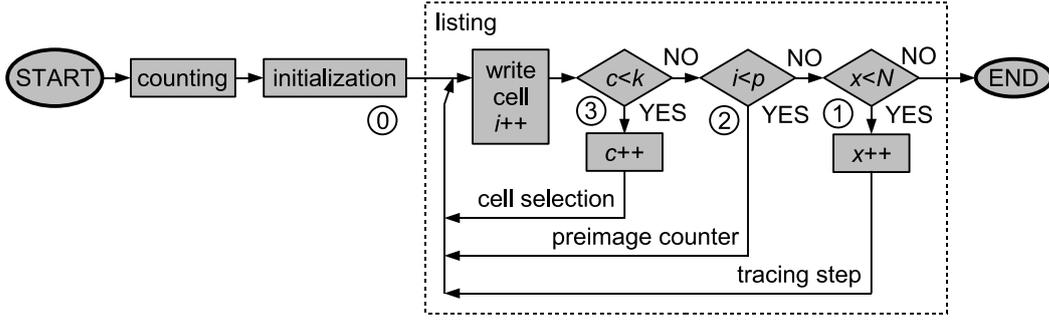 listing
START
counting
initialization
write
cell
i++
c<k
NO
i<p
NO
x<N
NO
END
0
3
YES
2
YES
1
YES
c++
x++
cell selection
preimage counter
tracing step